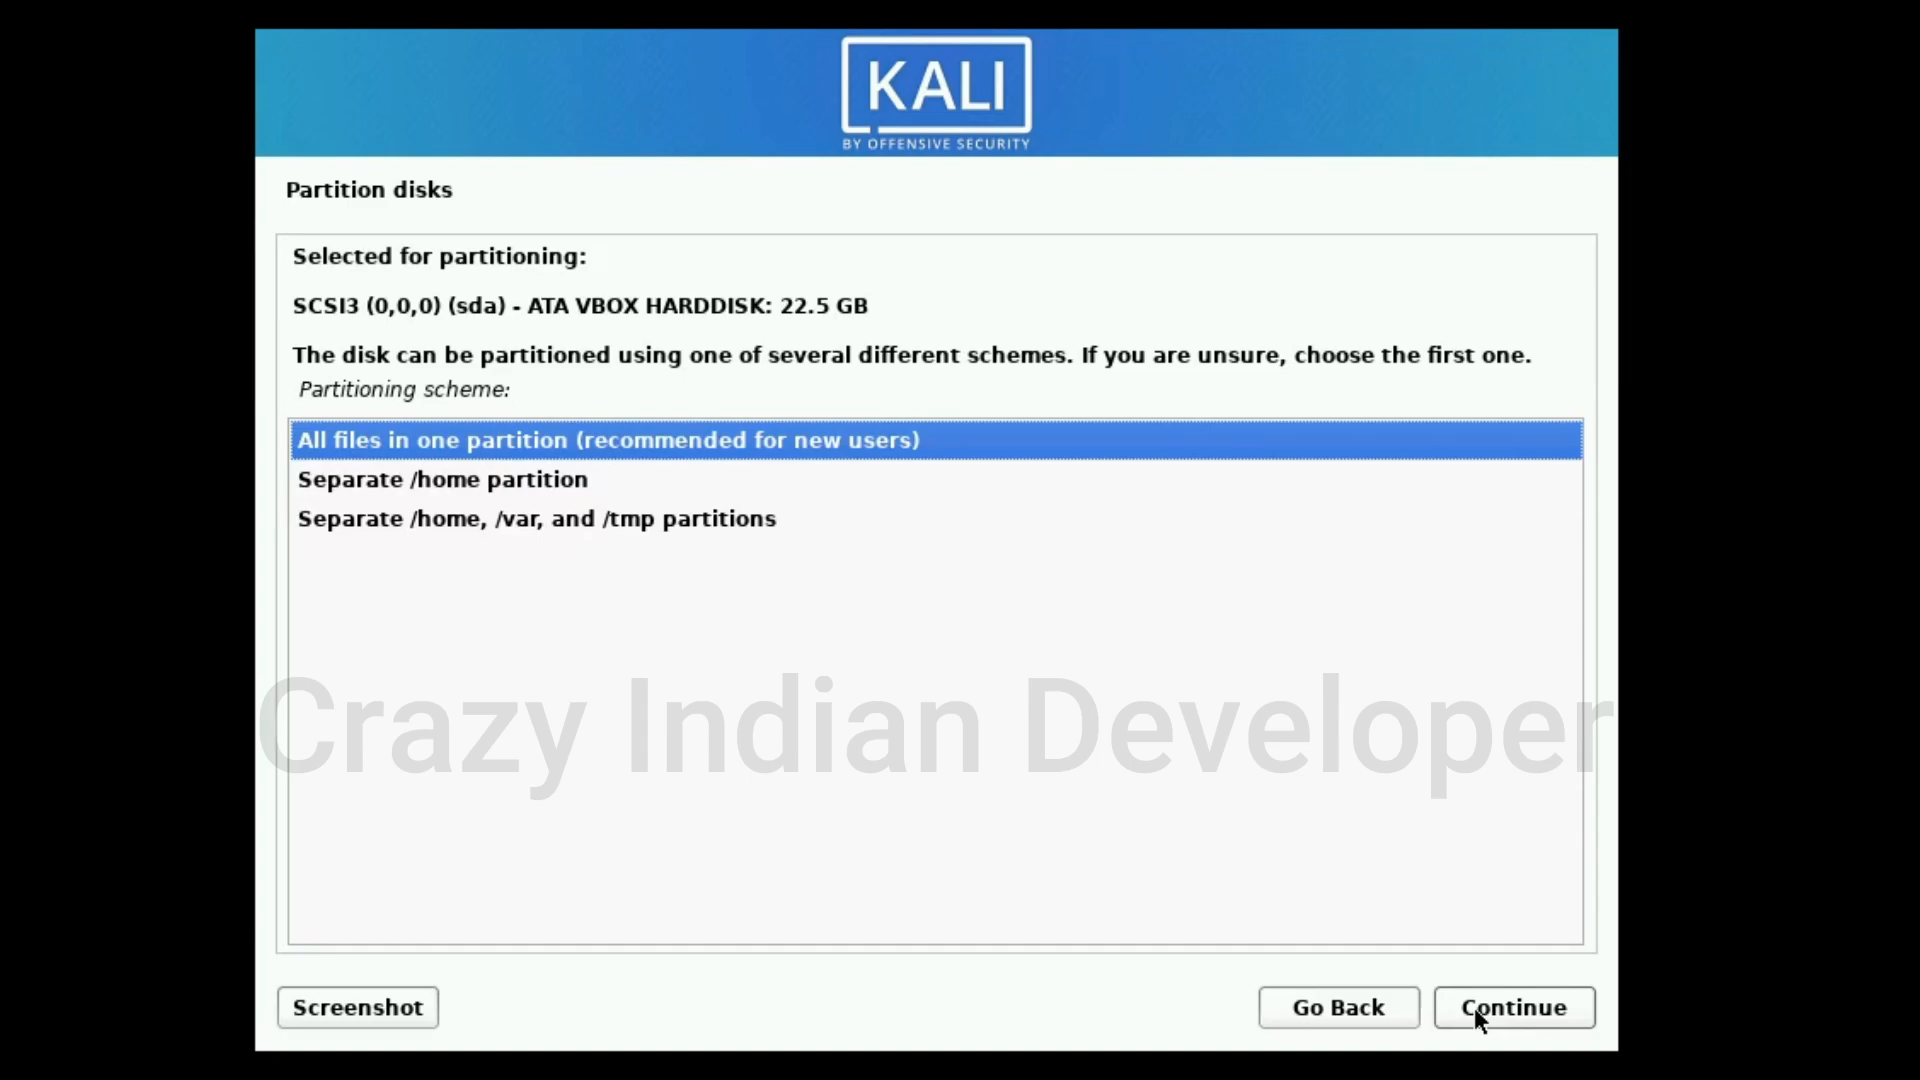 KALI
BY OFFENSIVE SECURITY
Partition disks
Selected for partitioning:
SCSI3 (0,0,0) (sda) - ATA VBOX HARDDISK: 22.5 GB
The disk can be partitioned using one of several different schemes. If you are unsure, choose the first one.
Partitioning scheme:
All files in one partition (recommended for new users)
Separate /home partition
Separate /home, /var, and /tmp partitions
Crazy Indian Developer
Screenshot
Go Back
Continue